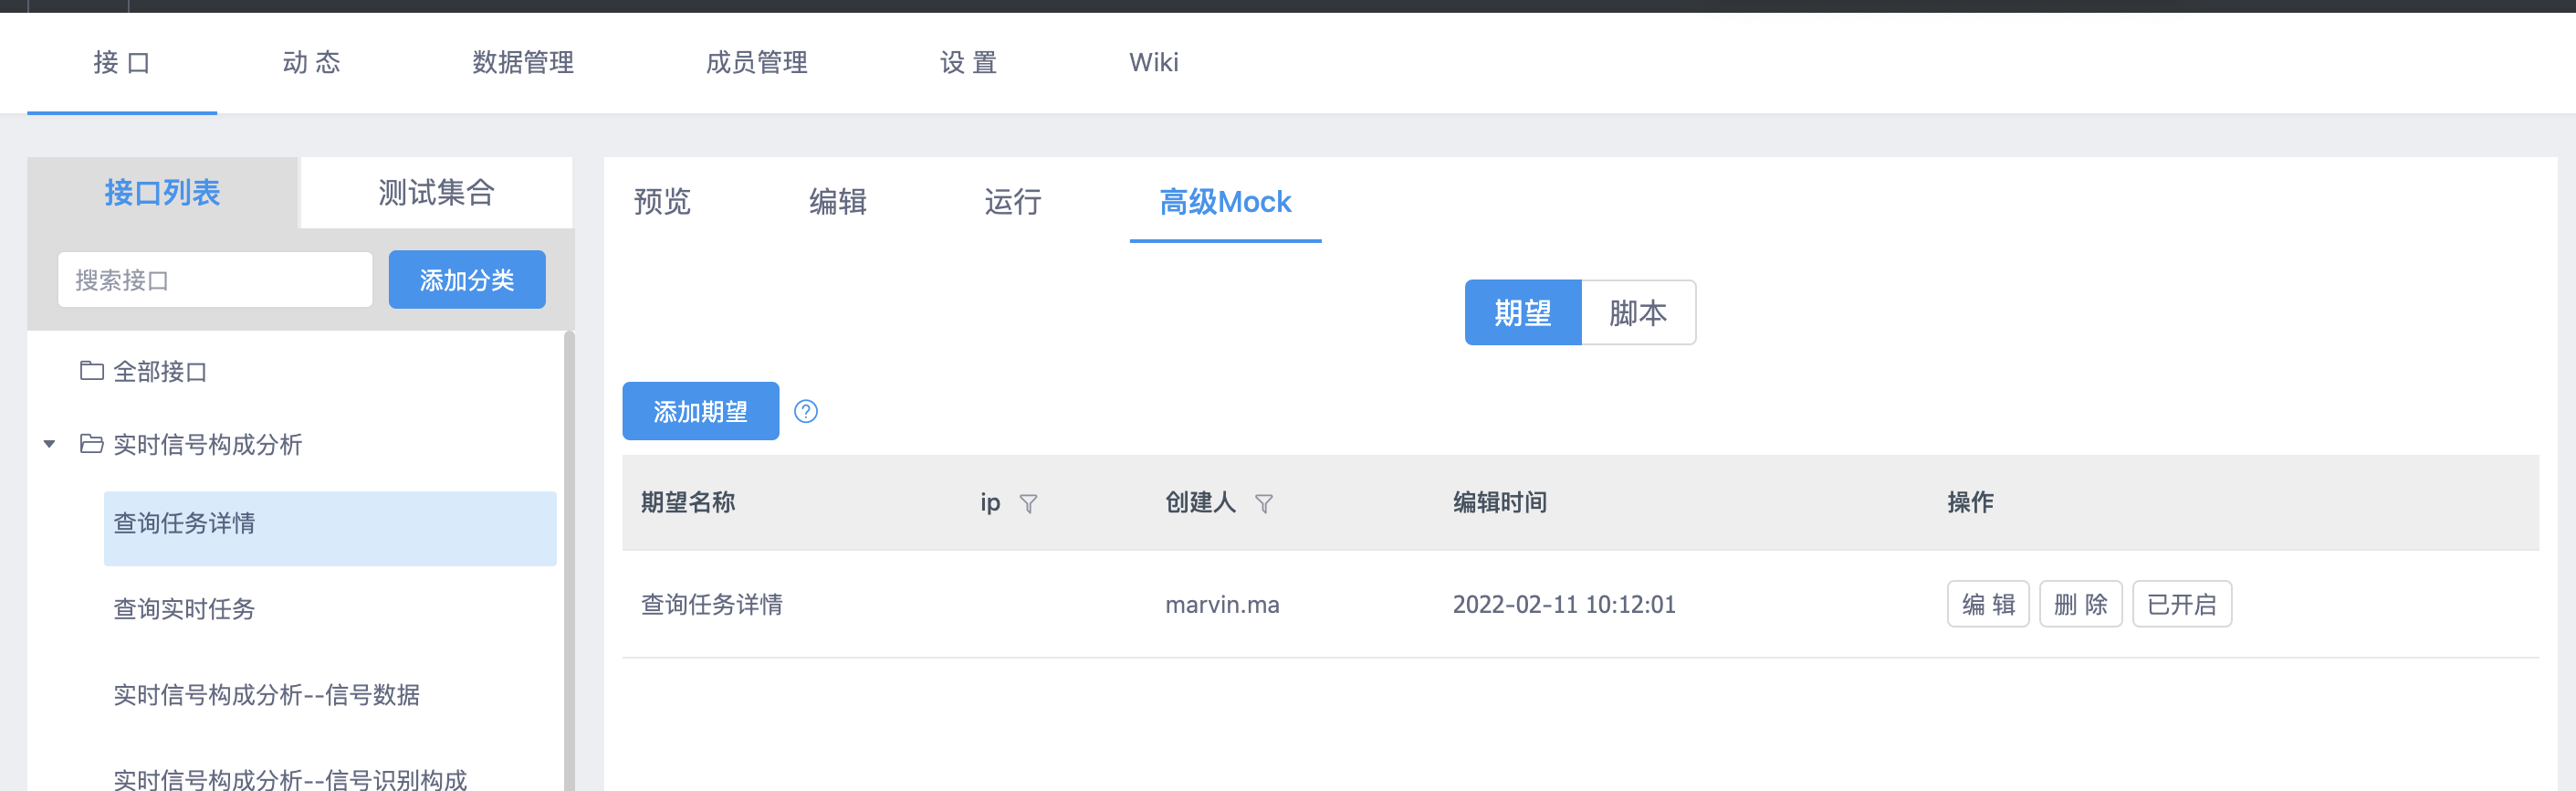 接 口 动 态 数据管理 成员管理 设 置 Wiki
接口列表 测试集合
搜索接口 添加分类
全部接口
实时信号构成分析
查询任务详情
查询实时任务
实时信号构成分析--信号数据
实时信号构成分析--信号识别构成
预览 编辑 运行 高级Mock
期望 脚本
添加期望 ?
期望名称 ip 创建人 编辑时间 操作
查询任务详情 marvin.ma 2022-02-11 10:12:01 编 辑 删 除 已开启